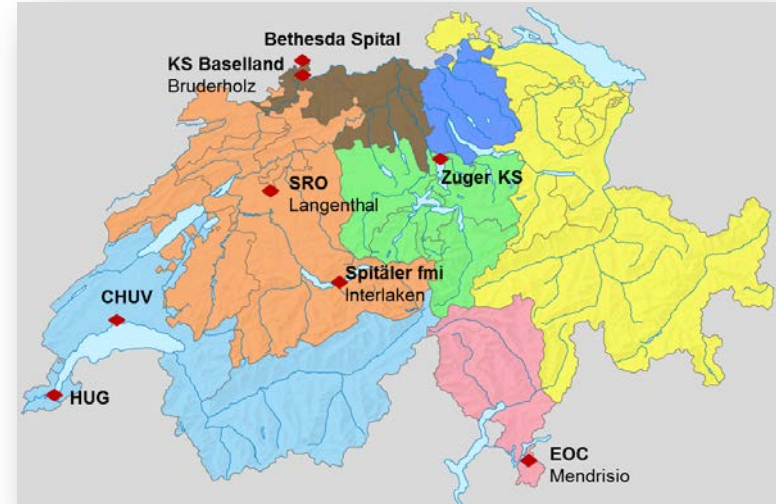 Bethesda Spital
KS Baselland
Bruderholz
Zuger KS
SRO
Langenthal
Spitäler fmi
Interlaken
CHUV
HUG
EOC
Mendrisio